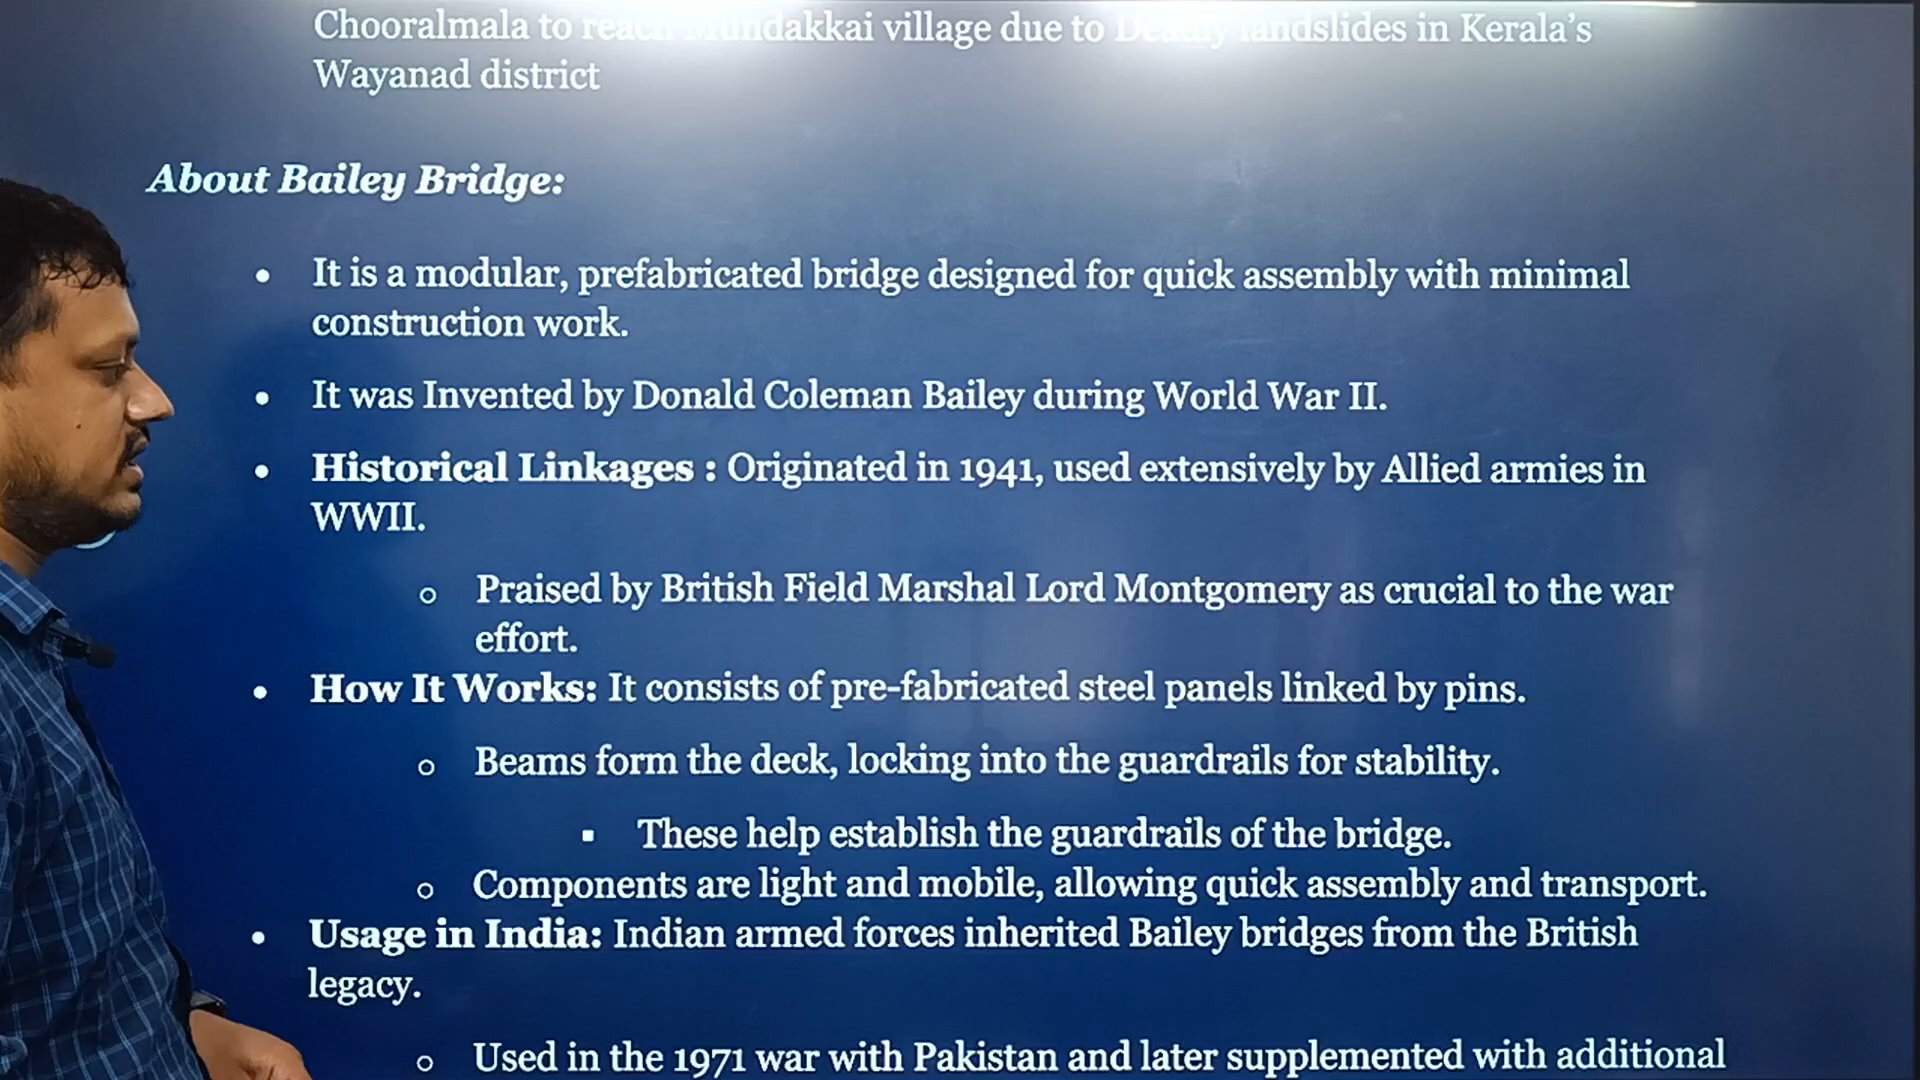 Chooralmala to reach Mundakkai village due to Deadly landslides in Kerala's
Wayanad district
About Bailey Bridge:
• It is a modular, prefabricated bridge designed for quick assembly with minimal
construction work.
• It was Invented by Donald Coleman Bailey during World War II.
• Historical Linkages : Originated in 1941, used extensively by Allied armies in
WWII.
o Praised by British Field Marshal Lord Montgomery as crucial to the war
effort.
• How It Works: It consists of pre-fabricated steel panels linked by pins.
o Beams form the deck, locking into the guardrails for stability.
▪ These help establish the guardrails of the bridge.
o Components are light and mobile, allowing quick assembly and transport.
• Usage in India: Indian armed forces inherited Bailey bridges from the British
legacy.
o Used in the 1971 war with Pakistan and later supplemented with additional